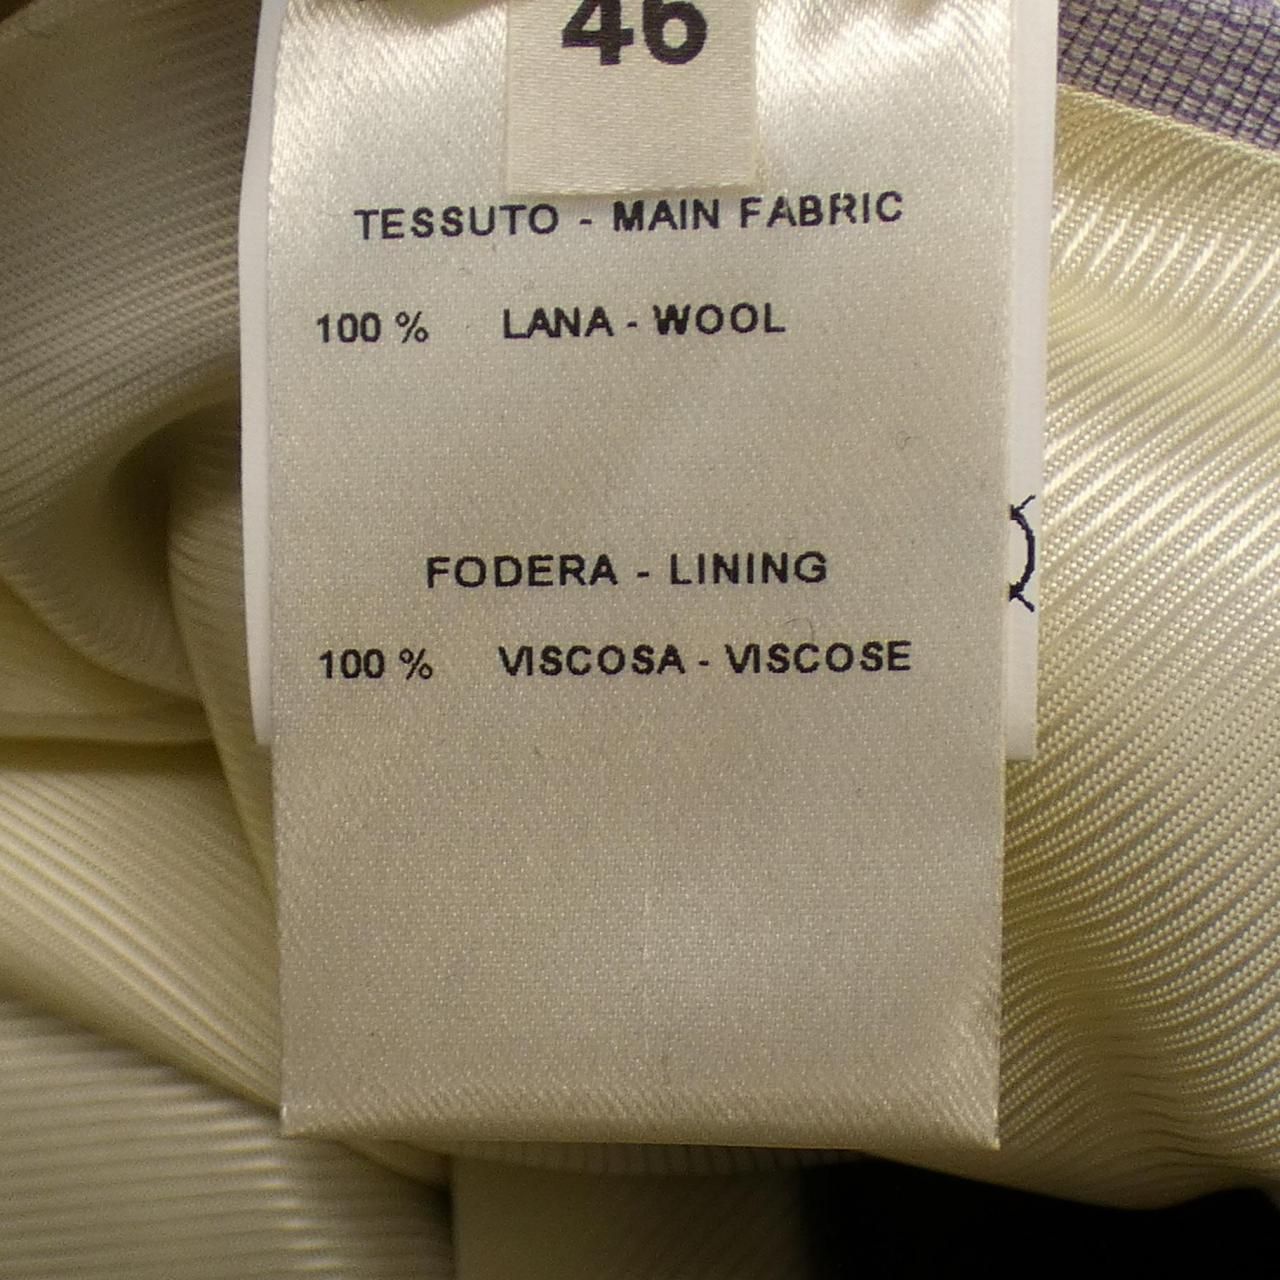 46
TESSUTO - MAIN FABRIC
100 % LANA - WOOL
FODERA - LINING
100 % VISCOSA - VISCOSE